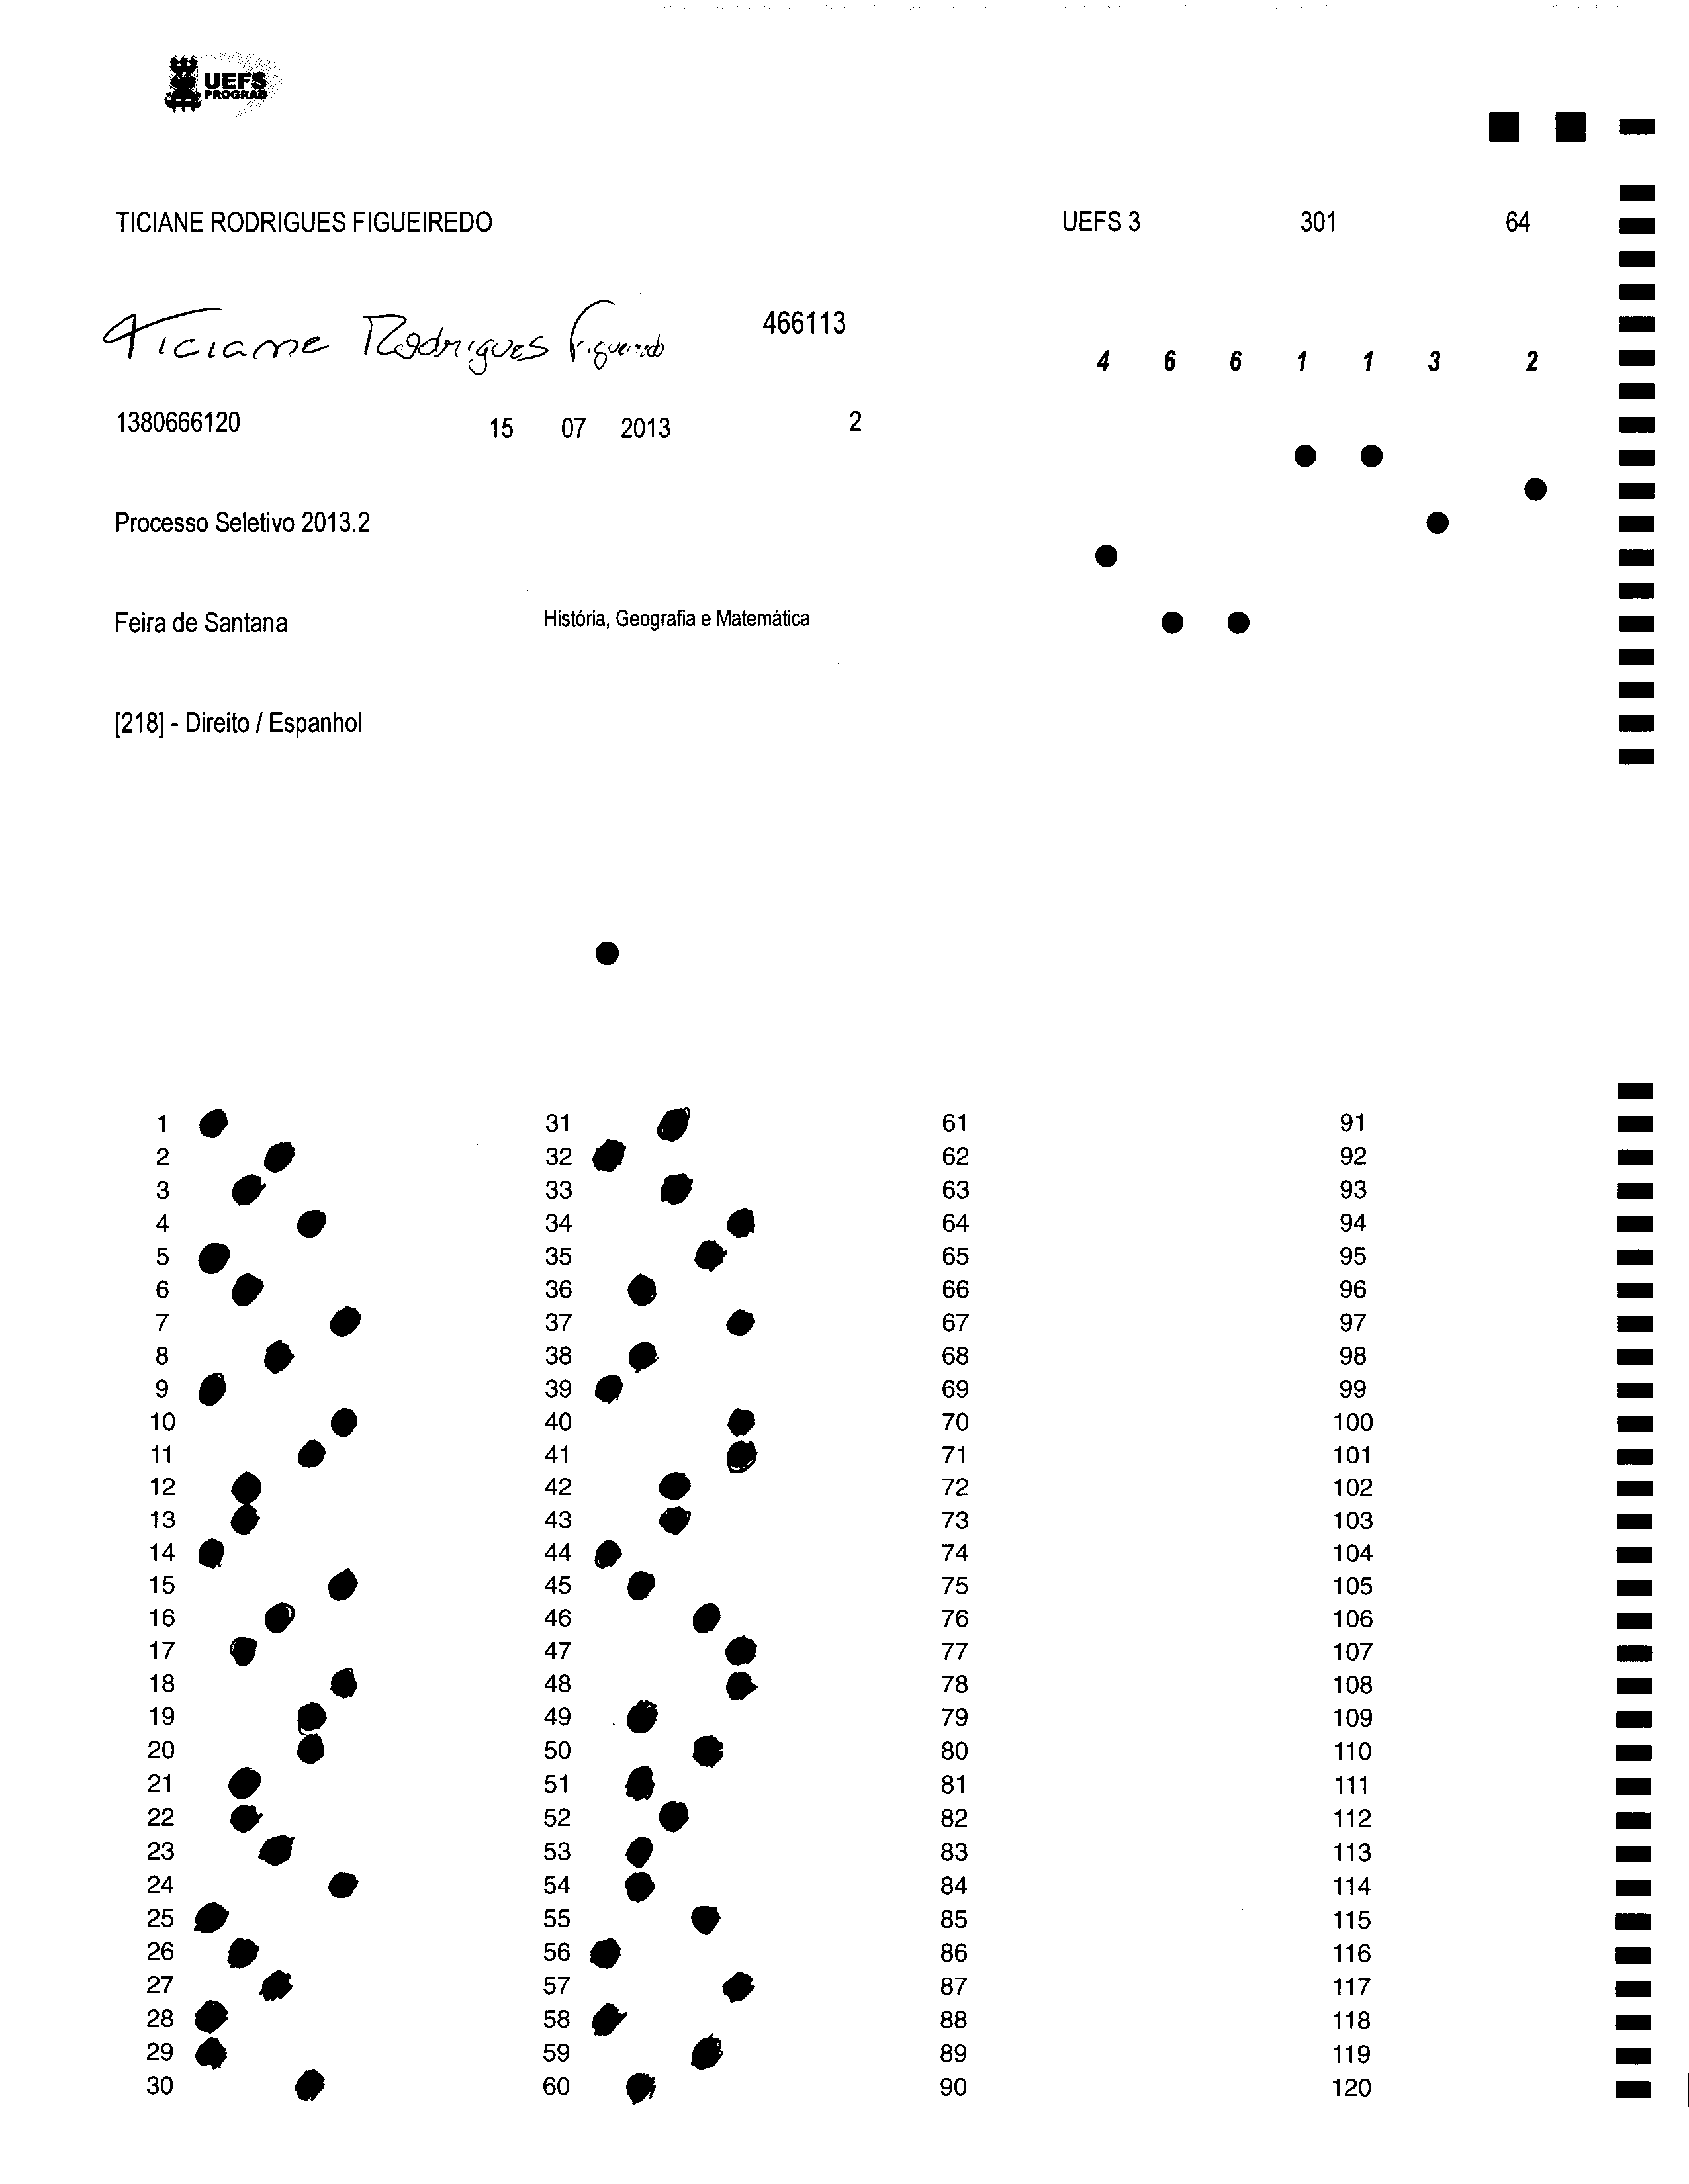 UEFS
PROGRAD
TICIANE RODRIGUES FIGUEIREDO UEFS 3 301 64
Ticiane Rodrigues Figueiredo 466113
4 6 6 1 1 3 2
1380666120 15 07 2013 2
Processo Seletivo 2013.2
Feira de Santana História, Geografia e Matemática
[218] - Direito / Espanhol
1 31 61 91
2 32 62 92
3 33 63 93
4 34 64 94
5 35 65 95
6 36 66 96
7 37 67 97
8 38 68 98
9 39 69 99
10 40 70 100
11 41 71 101
12 42 72 102
13 43 73 103
14 44 74 104
15 45 75 105
16 46 76 106
17 47 77 107
18 48 78 108
19 49 79 109
20 50 80 110
21 51 81 111
22 52 82 112
23 53 83 113
24 54 84 114
25 55 85 115
26 56 86 116
27 57 87 117
28 58 88 118
29 59 89 119
30 60 90 120